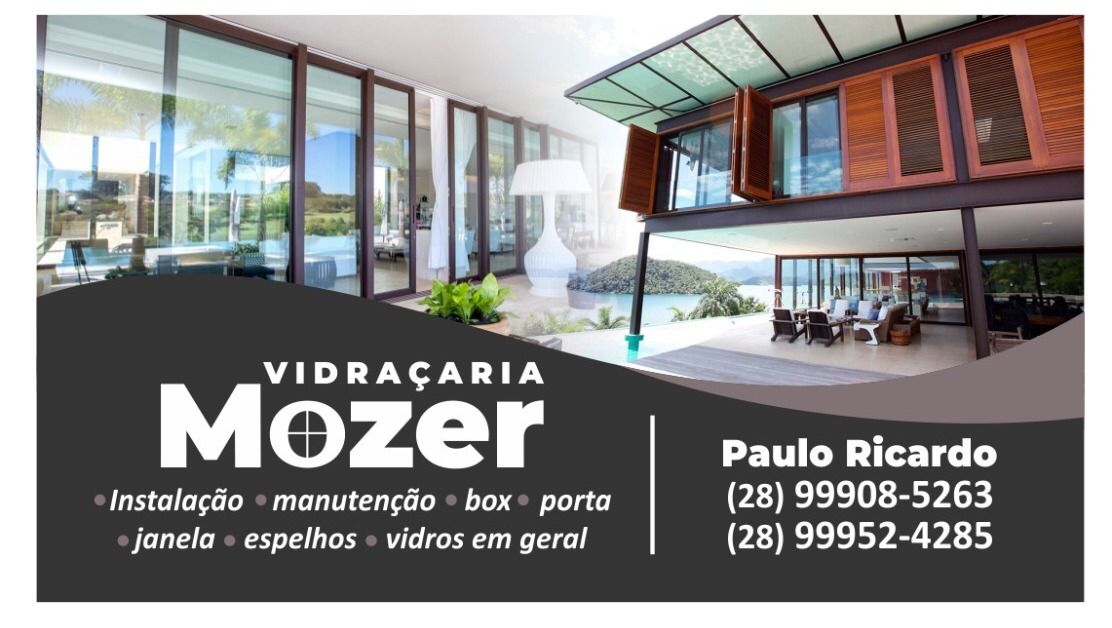 VIDRAÇARIA
Mozer
•Instalação •manutenção •box• porta
•janela • espelhos • vidros em geral
Paulo Ricardo
(28) 99908-5263
(28) 99952-4285